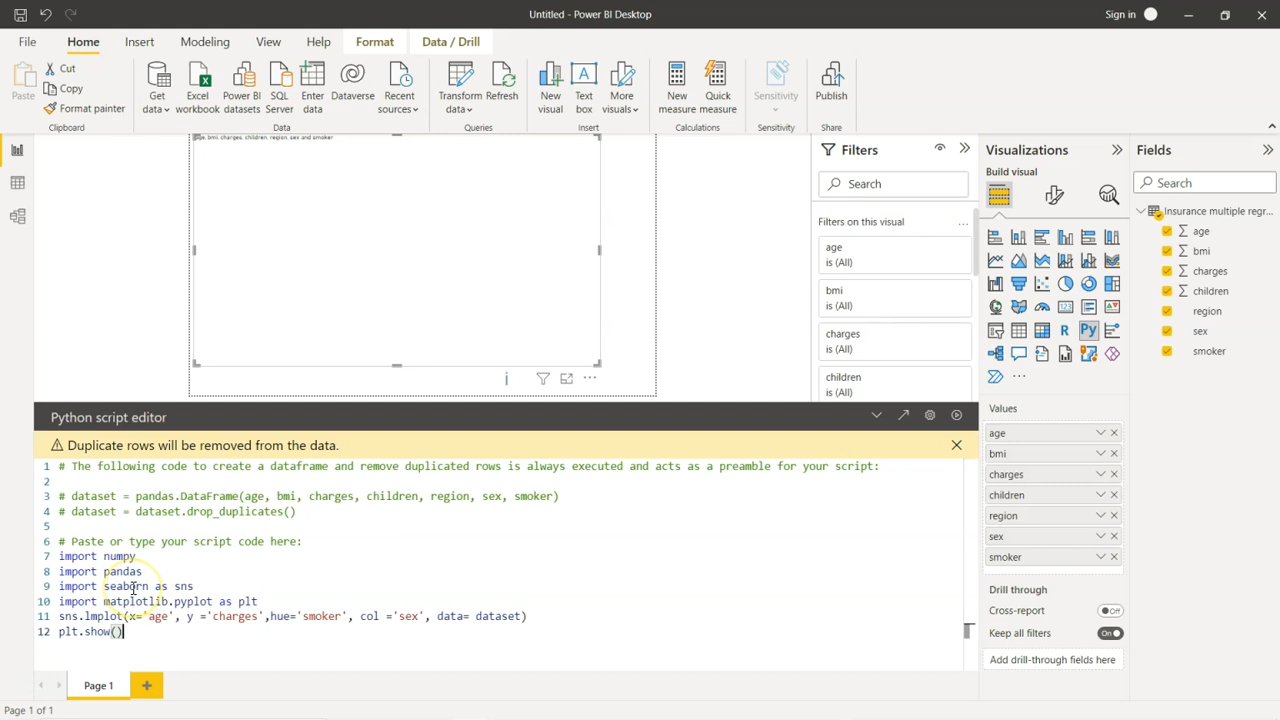 Untitled - Power BI Desktop
Sign in
File Home Insert Modeling View Help Format Data / Drill
Paste
Cut
Copy
Format painter
Get data
Excel workbook
Power BI datasets
SQL Server
Enter data
Dataverse
Recent sources
Transform data
Refresh
New visual
Text box
More visuals
New measure
Quick measure
Sensitivity
Publish
Clipboard Data Queries Insert Calculations Sensitivity Share
bmi, charges, children, region, sex and smoker
Filters
Search
Filters on this visual
age
is (All)
bmi
is (All)
charges
is (All)
children
is (All)
Visualizations
Build visual
R
Py
Values
age
bmi
charges
children
region
sex
smoker
Drill through
Cross-report Off
Keep all filters On
Add drill-through fields here
Fields
Search
Insurance multiple regr...
age
bmi
charges
children
region
sex
smoker
Python script editor
Duplicate rows will be removed from the data.
1 # The following code to create a dataframe and remove duplicated rows is always executed and acts as a preamble for your script:
2
3 # dataset = pandas.DataFrame(age, bmi, charges, children, region, sex, smoker)
4 # dataset = dataset.drop_duplicates()
5
6 # Paste or type your script code here:
7 import numpy
8 import pandas
9 import seaborn as sns
10 import matplotlib.pyplot as plt
11 sns.lmplot(x='age', y ='charges',hue='smoker', col ='sex', data= dataset)
12 plt.show()
Page 1
Page 1 of 1